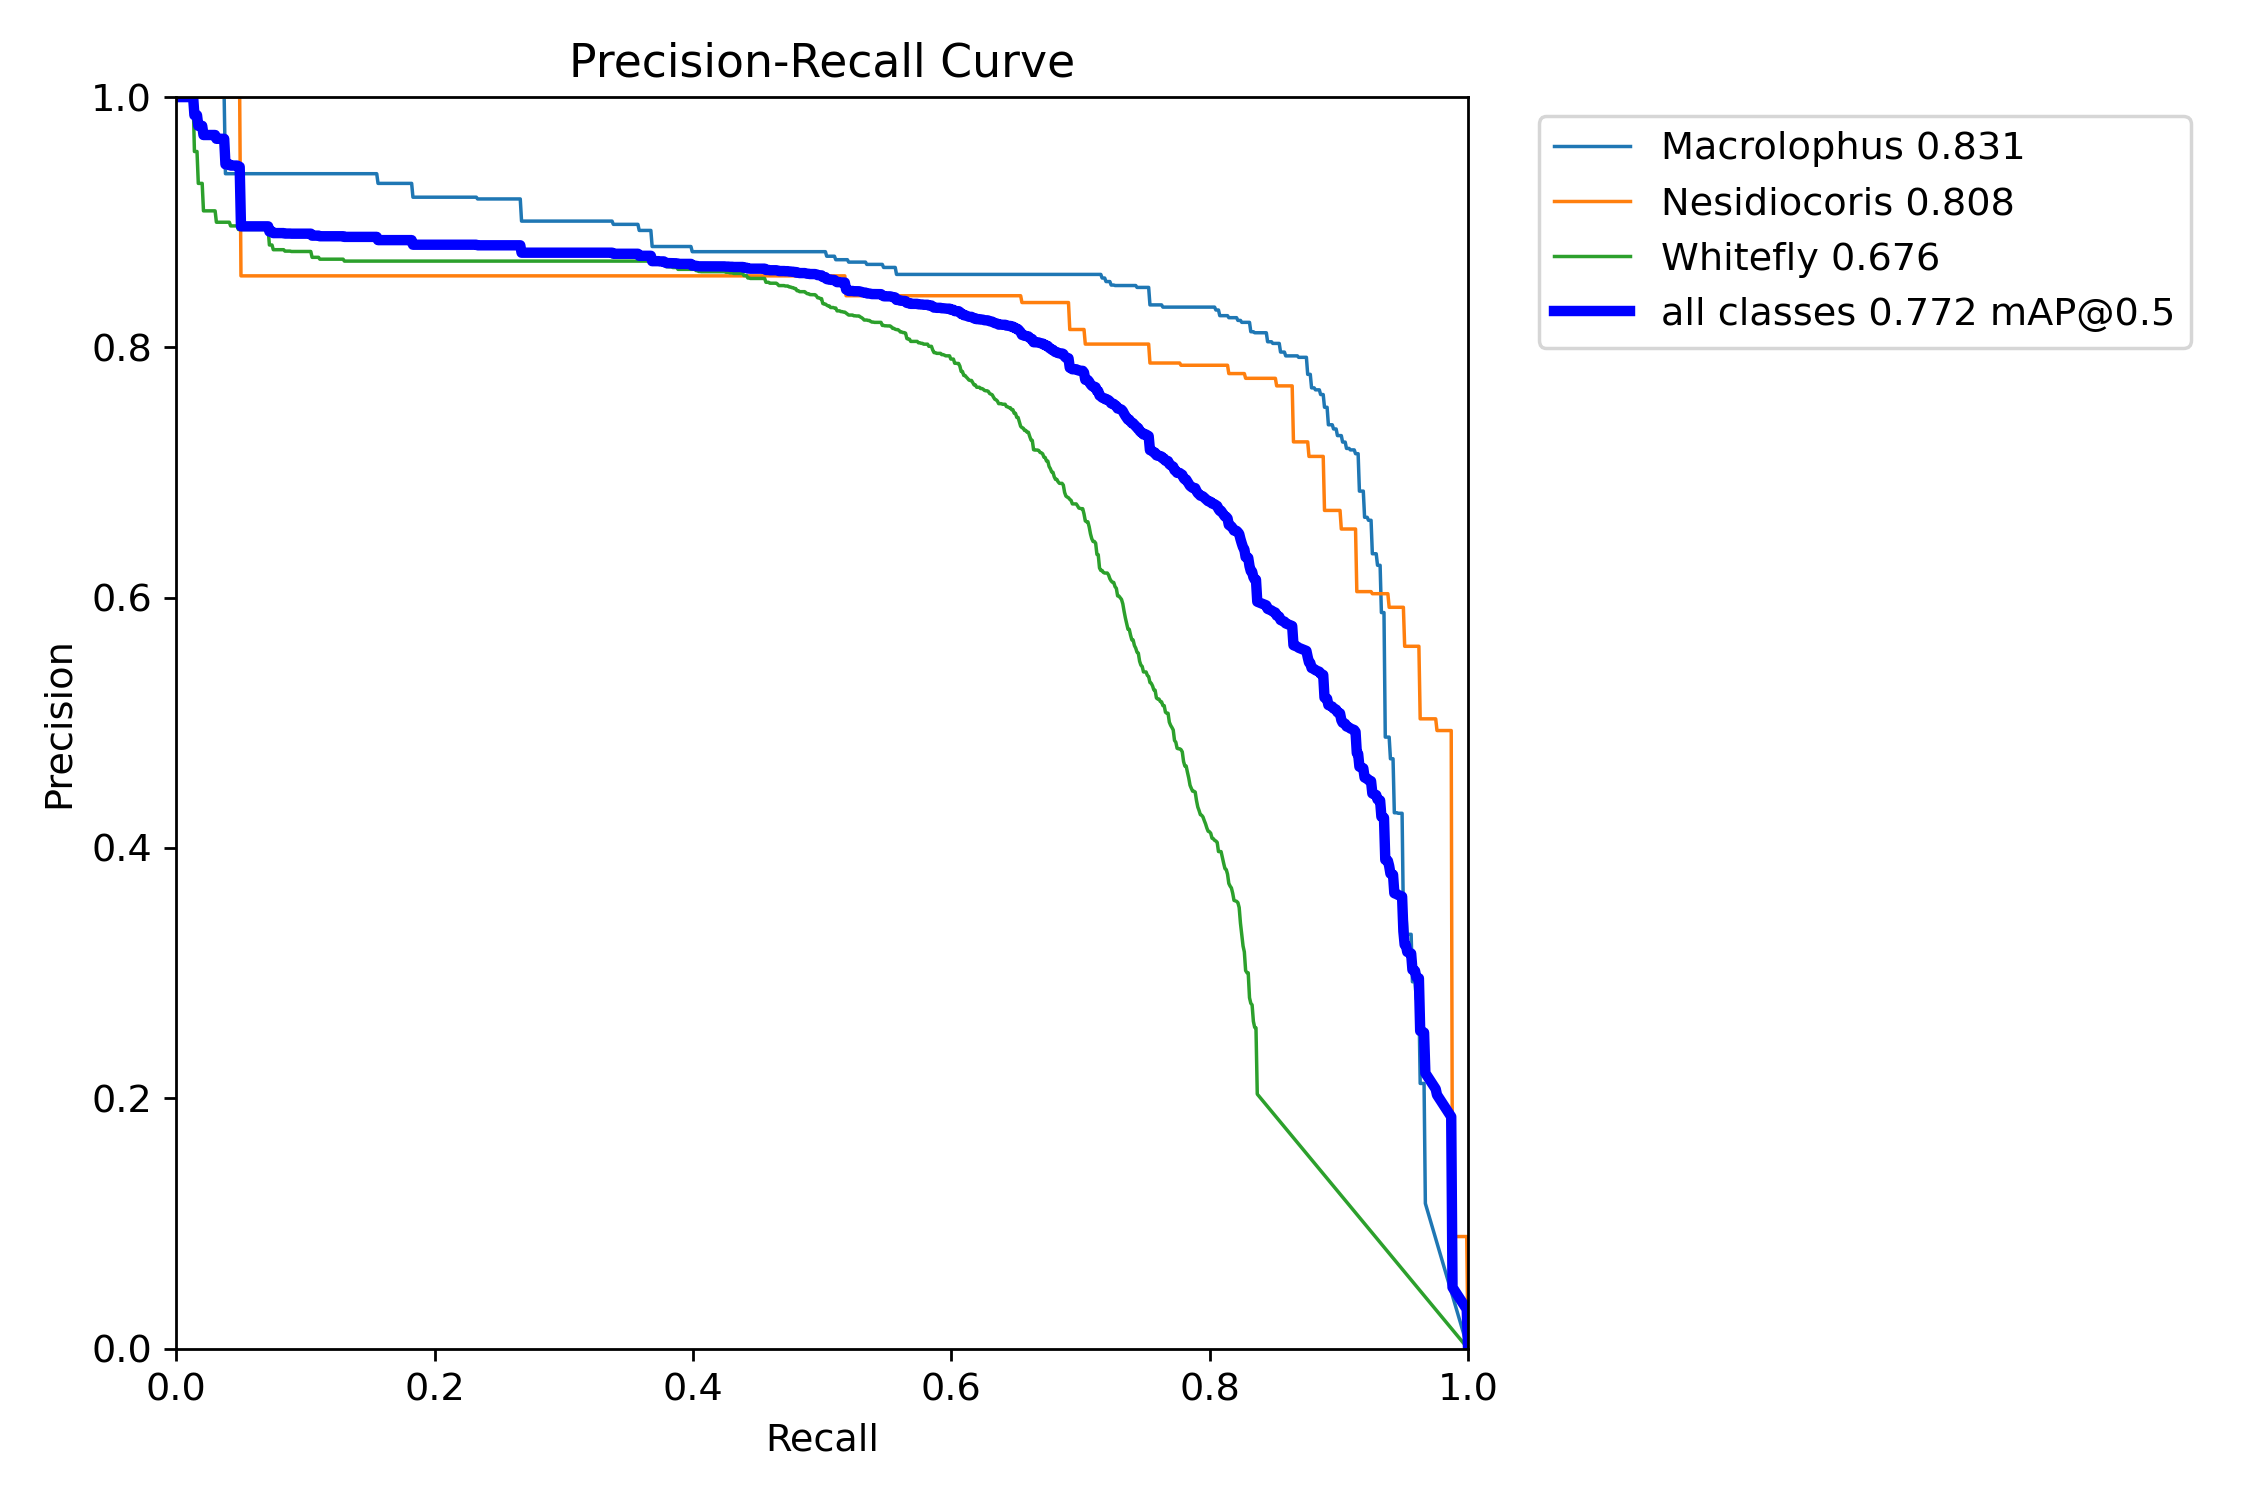 Precision-Recall Curve
1.0
0.8
0.6
0.4
0.2
0.0
Precision
0.0 0.2 0.4 0.6 0.8 1.0
Recall
Macrolophus 0.831
Nesidiocoris 0.808
Whitefly 0.676
all classes 0.772 mAP@0.5